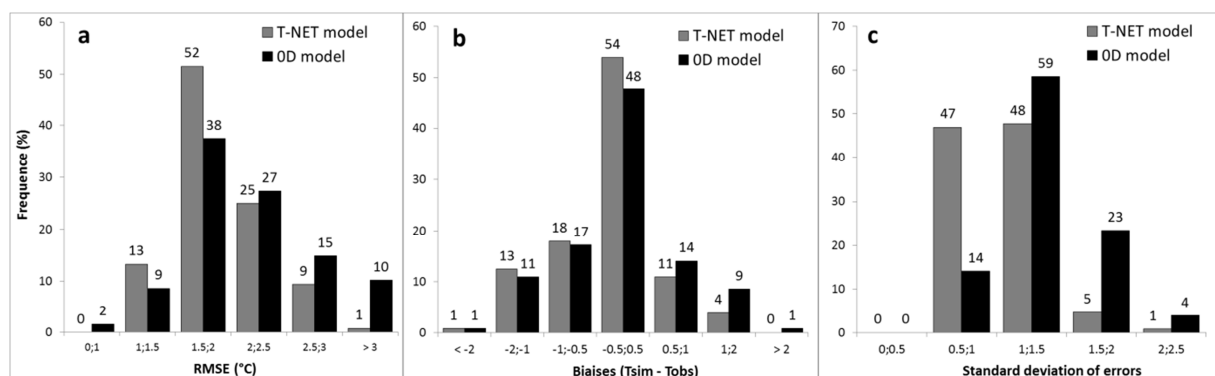 a
T-NET model
0D model
Frequence (%)
60
50
40
30
20
10
0
0 2 13 9 52 38 25 27 9 15 1 10
0;1 1;1.5 1.5;2 2;2.5 2.5;3 > 3
RMSE (°C)
b
T-NET model
0D model
60
50
40
30
20
10
0
1 1 13 11 18 17 54 48 11 14 4 9 0 1
< -2 -2;-1 -1;-0.5 -0.5;0.5 0.5;1 1;2 > 2
Biaises (Tsim - Tobs)
c
T-NET model
0D model
70
60
50
40
30
20
10
0
0 0 47 14 48 59 5 23 1 4
0;0.5 0.5;1 1;1.5 1.5;2 2;2.5
Standard deviation of errors